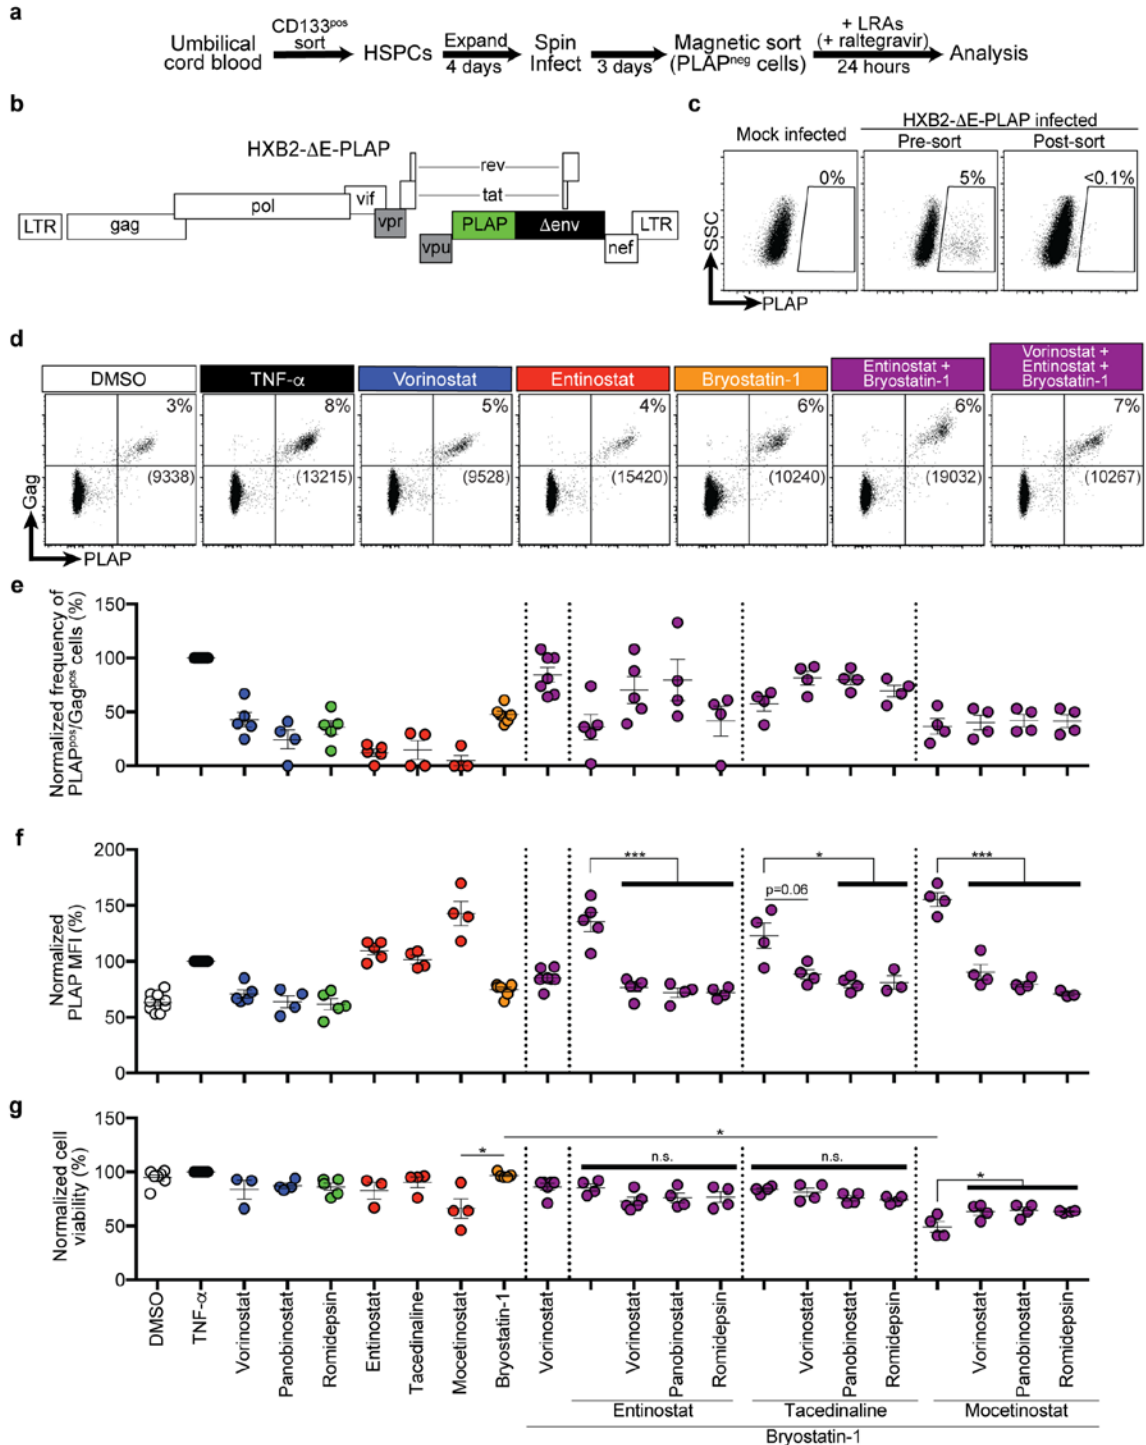 a
Umbilical
cord blood
CD133pos
sort
HSPCs
Expand
4 days
Spin
Infect
3 days
Magnetic sort
(PLAPneg cells)
+ LRAs
(+ raltegravir)
24 hours
Analysis
b
HXB2-ΔE-PLAP
rev
tat
vif
pol
vpr
LTR
gag
PLAP
Δenv
LTR
vpu
nef
c
HXB2-ΔE-PLAP infected
Mock infected
Pre-sort
Post-sort
0%
5%
<0.1%
SSC
PLAP
d
DMSO
TNF-α
Vorinostat
Entinostat
Bryostatin-1
Entinostat +
Bryostatin-1
Vorinostat +
Entinostat +
Bryostatin-1
3%
8%
5%
4%
6%
6%
7%
(9338)
(13215)
(9528)
(15420)
(10240)
(19032)
(10267)
Gag
PLAP
e
Normalized frequency of
PLAPpos/Gagpos cells (%)
150
100
50
0
f
Normalized
PLAP MFI (%)
200
150
100
50
0
***
*
p=0.06
***
g
Normalized cell
viability (%)
150
100
50
0
*
*
n.s.
n.s.
*
DMSO
TNF-α
Vorinostat
Panobinostat
Romidepsin
Entinostat
Tacedinaline
Mocetinostat
Bryostatin-1
Vorinostat
Vorinostat
Panobinostat
Romidepsin
Vorinostat
Panobinostat
Romidepsin
Vorinostat
Panobinostat
Romidepsin
Entinostat
Tacedinaline
Mocetinostat
Bryostatin-1